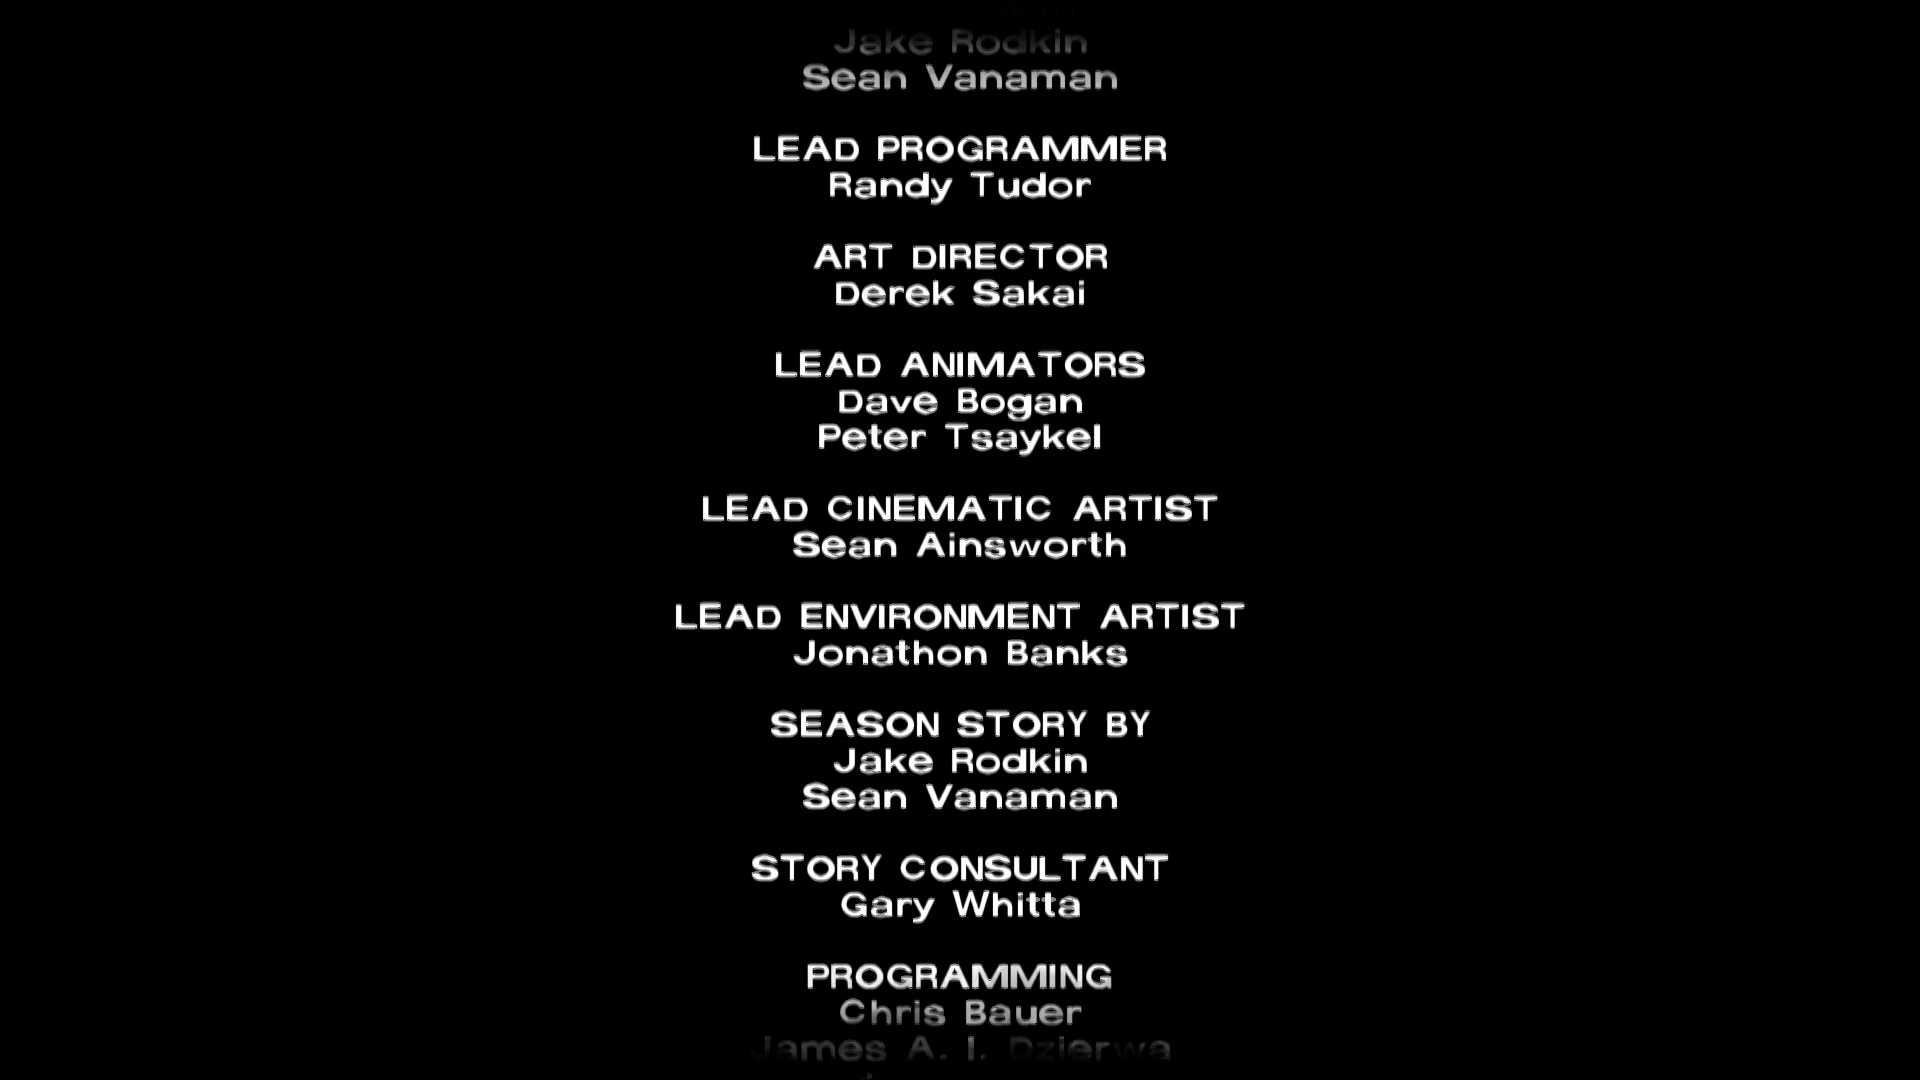 Jake Rodkin
Sean Vanaman
LEAD PROGRAMMER
Randy Tudor
ART DIRECTOR
Derek Sakai
LEAD ANIMATORS
Dave Bogan
Peter Tsaykel
LEAD CINEMATIC ARTIST
Sean Ainsworth
LEAD ENVIRONMENT ARTIST
Jonathon Banks
SEASON STORY BY
Jake Rodkin
Sean Vanaman
STORY CONSULTANT
Gary Whitta
PROGRAMMING
Chris Bauer
James A. I. Dzierwa